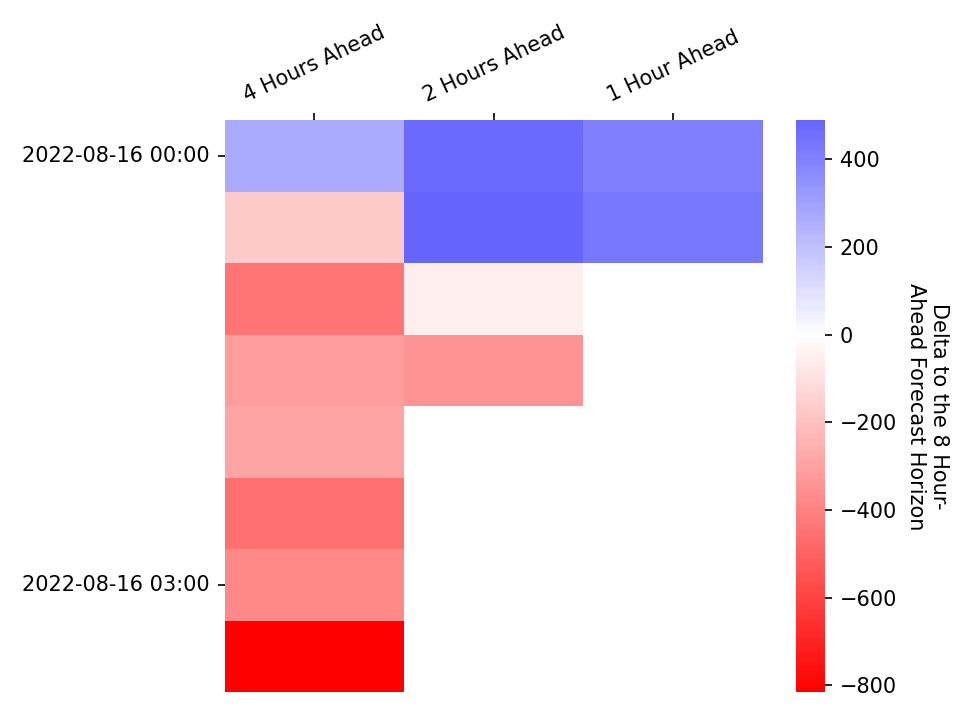 4 Hours Ahead
2 Hours Ahead
1 Hour Ahead
2022-08-16 00:00
2022-08-16 03:00
400
200
0
−200
−400
−600
−800
Delta to the 8 Hour-
Ahead Forecast Horizon